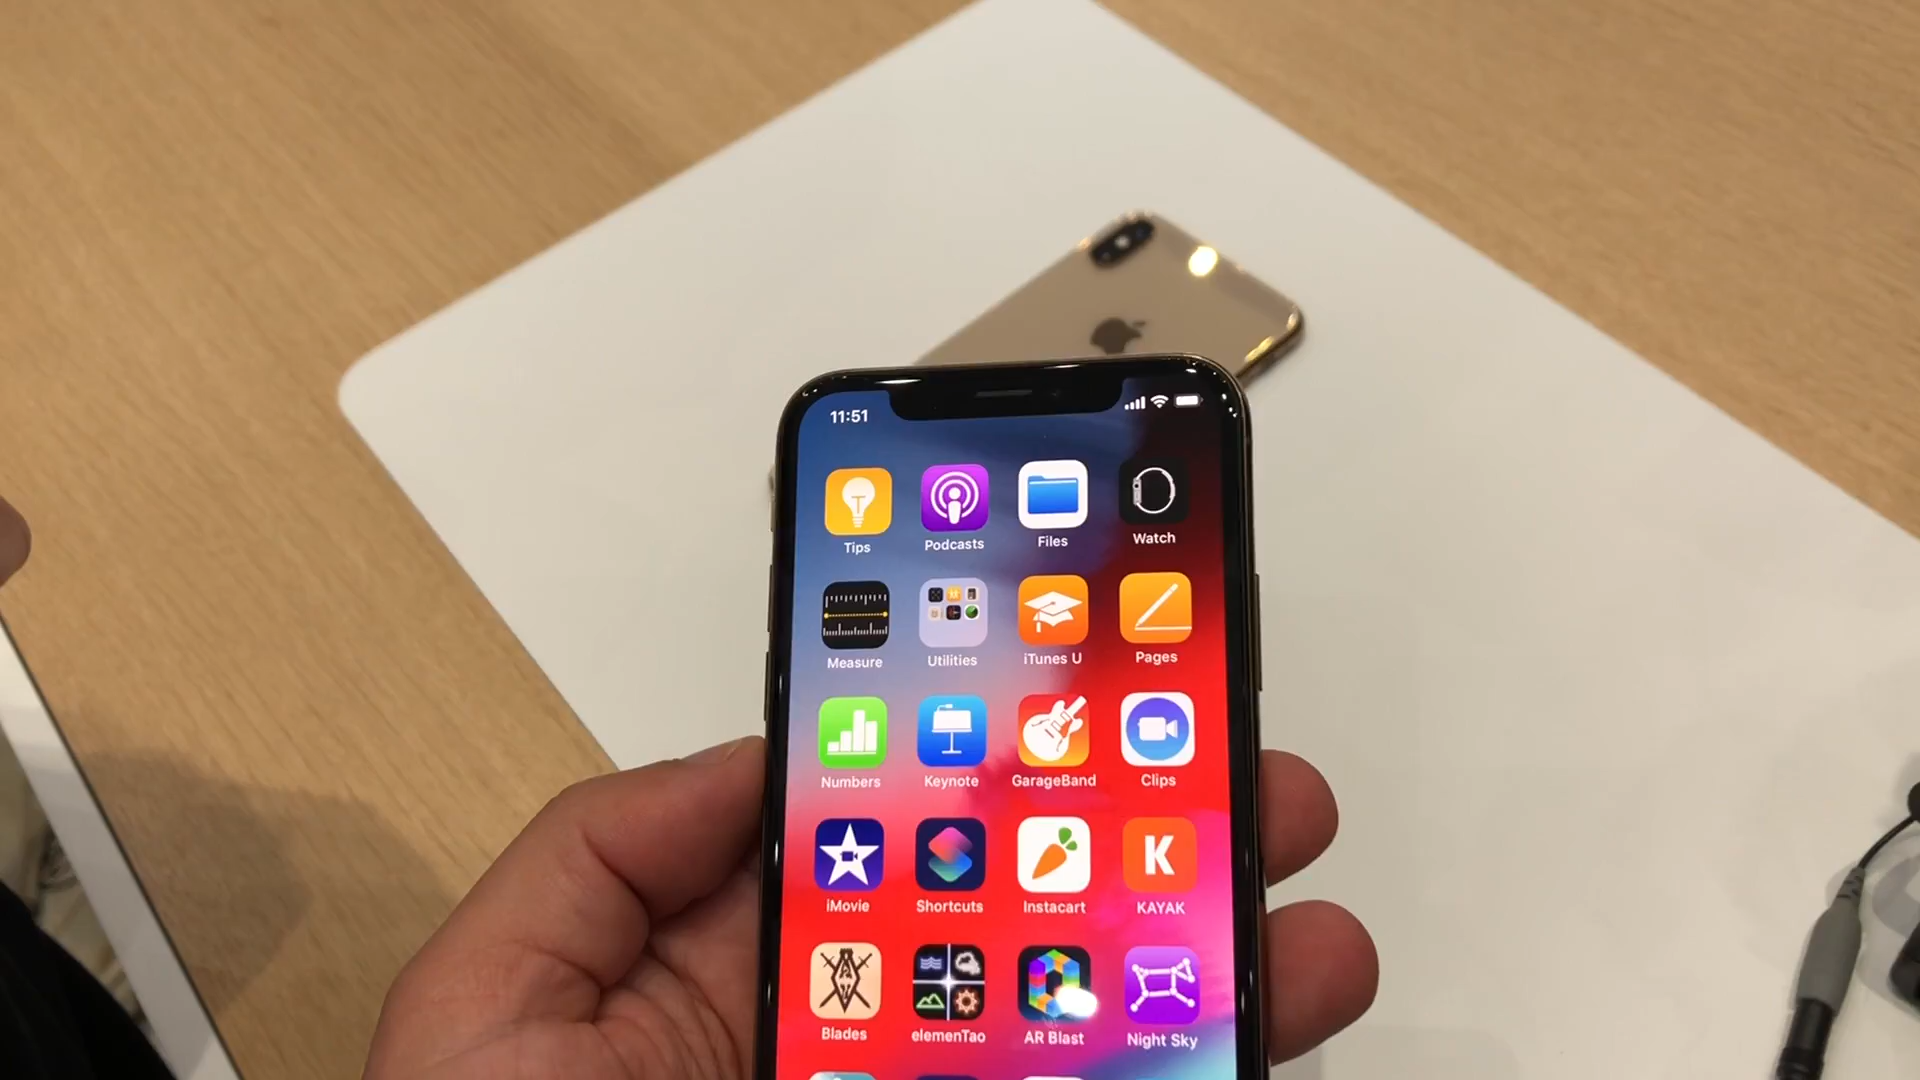 11:51
Tips Podcasts Files Watch
Measure Utilities iTunes U Pages
Numbers Keynote GarageBand Clips
iMovie Shortcuts Instacart KAYAK
Blades elemenTao AR Blast Night Sky